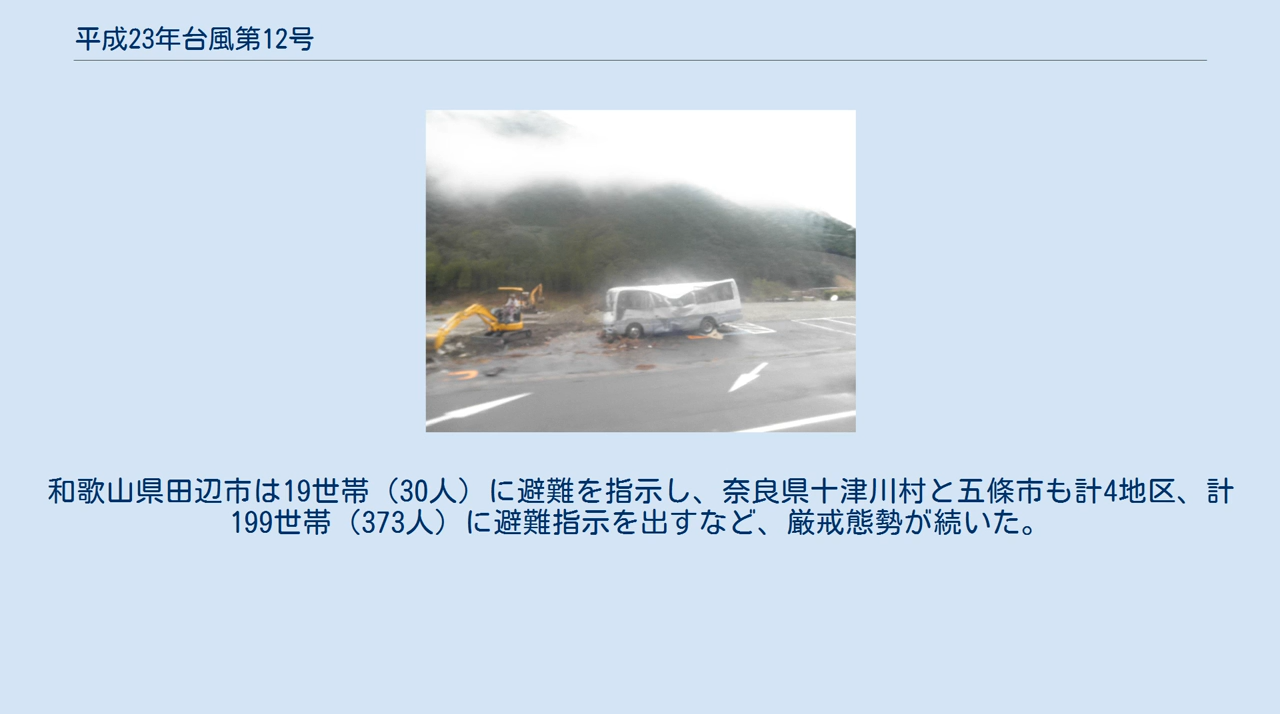 平成23年台風第12号
和歌山県田辺市は19世帯（30人）に避難を指示し、奈良県十津川村と五條市も計4地区、計
199世帯（373人）に避難指示を出すなど、厳戒態勢が続いた。